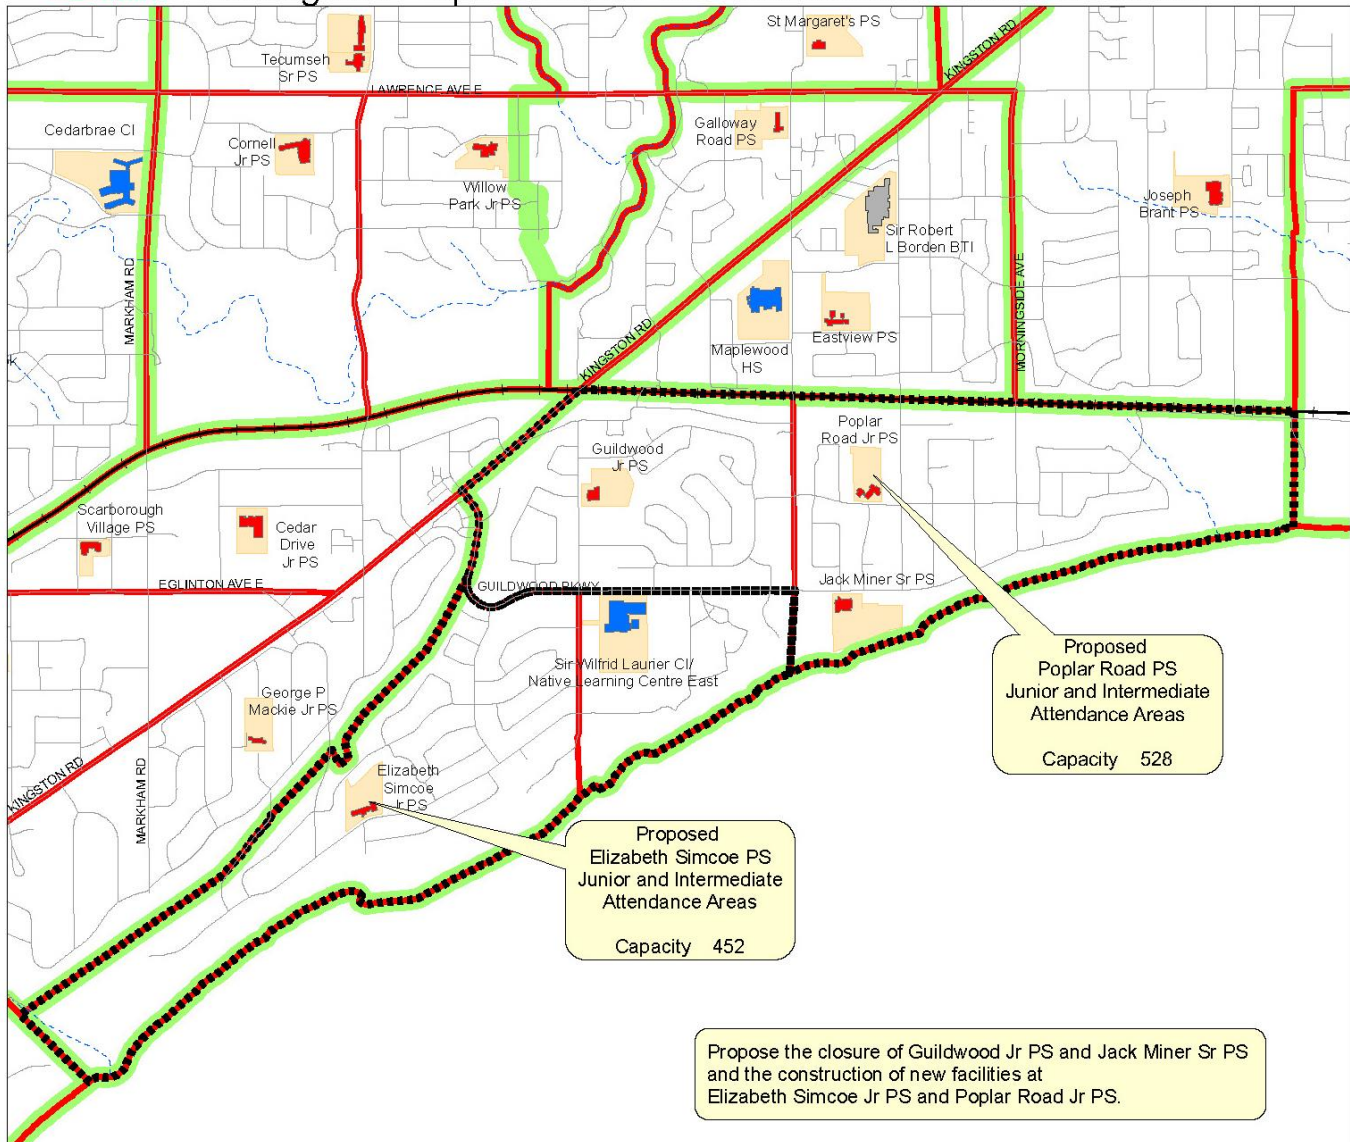 St Margaret's PS
KINGSTON RD
Tecumseh
Sr PS
LAWRENCE AVE E
Cedarbrae CI
Cornell
Jr PS
Willow
Park Jr PS
Galloway
Road PS
Joseph
Brant PS
Sir Robert
L Borden BTI
MARKHAM RD
MORNINGSIDE AVE
KINGSTON RD
Maplewood
HS
Eastview PS
Poplar
Road Jr PS
Guildwood
Jr PS
Scarborough
Village PS
Cedar
Drive
Jr PS
EGLINTON AVE E
GUILDWOOD PKWY
Jack Miner Sr PS
Sir Wilfrid Laurier CI/
Native Learning Centre East
George P
Mackie Jr PS
KINGSTON RD
MARKHAM RD
Elizabeth
Simcoe
Jr PS
Proposed
Poplar Road PS
Junior and Intermediate
Attendance Areas
Capacity 528
Proposed
Elizabeth Simcoe PS
Junior and Intermediate
Attendance Areas
Capacity 452
Propose the closure of Guildwood Jr PS and Jack Miner Sr PS
and the construction of new facilities at
Elizabeth Simcoe Jr PS and Poplar Road Jr PS.